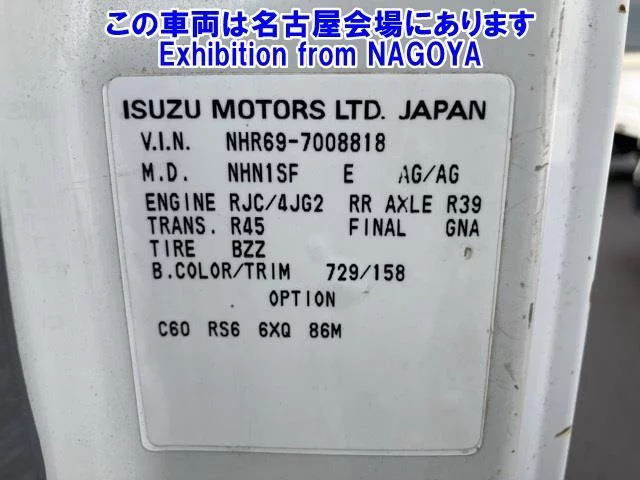 この車両は名古屋会場にあります
Exhibition from NAGOYA
ISUZU MOTORS LTD. JAPAN
V.I.N. NHR69-7008818
M.D. NHN1SF E AG/AG
ENGINE RJC/4JG2 RR AXLE R39
TRANS. R45 FINAL GNA
TIRE BZZ
B.COLOR/TRIM 729/158
OPTION
C60 RS6 6XQ 86M